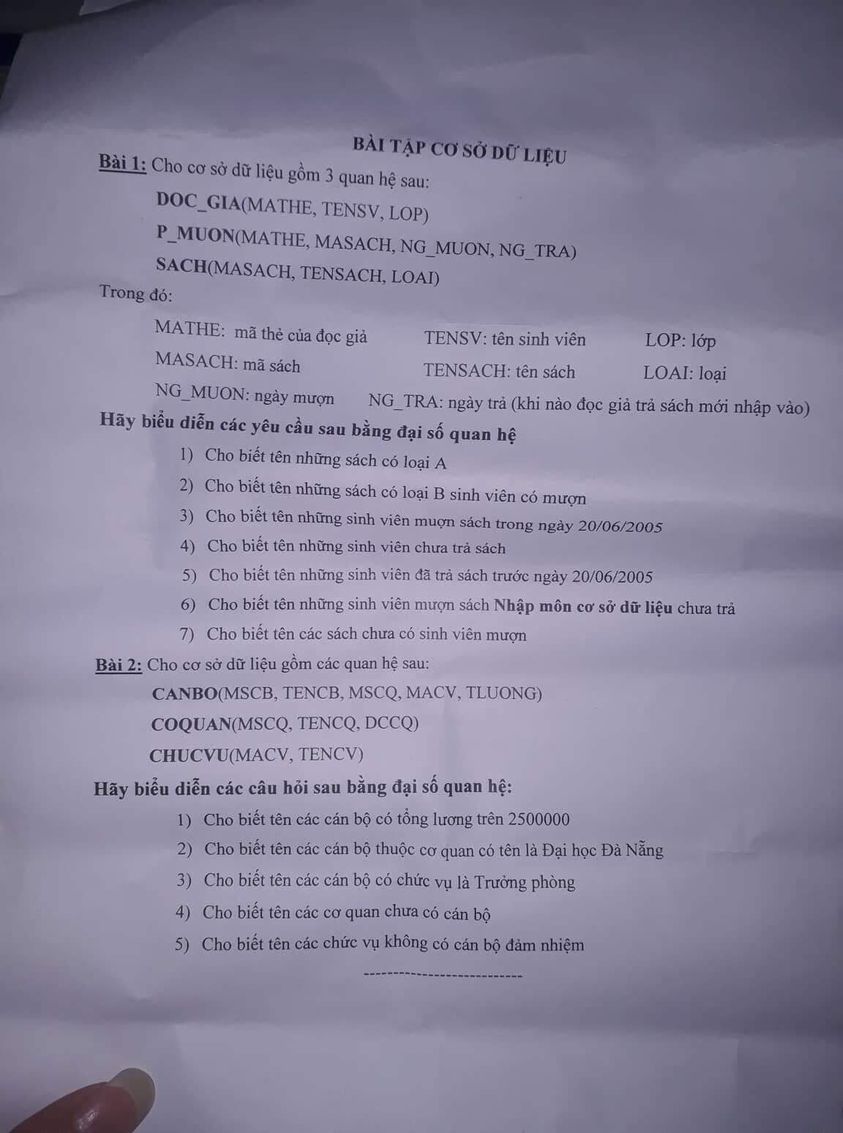 BÀI TẬP CƠ SỞ DỮ LIỆU
Bài 1: Cho cơ sở dữ liệu gồm 3 quan hệ sau:
DOC_GIA(MATHE, TENSV, LOP)
P_MUON(MATHE, MASACH, NG_MUON, NG_TRA)
SACH(MASACH, TENSACH, LOAI)
Trong đó:
MATHE: mã thẻ của đọc giả TENSV: tên sinh viên LOP: lớp
MASACH: mã sách TENSACH: tên sách LOAI: loại
NG_MUON: ngày mượn NG_TRA: ngày trả (khi nào đọc giả trả sách mới nhập vào)
Hãy biểu diễn các yêu cầu sau bằng đại số quan hệ
1) Cho biết tên những sách có loại A
2) Cho biết tên những sách có loại B sinh viên có mượn
3) Cho biết tên những sinh viên mượn sách trong ngày 20/06/2005
4) Cho biết tên những sinh viên chưa trả sách
5) Cho biết tên những sinh viên đã trả sách trước ngày 20/06/2005
6) Cho biết tên những sinh viên mượn sách Nhập môn cơ sở dữ liệu chưa trả
7) Cho biết tên các sách chưa có sinh viên mượn
Bài 2: Cho cơ sở dữ liệu gồm các quan hệ sau:
CANBO(MSCB, TENCB, MSCQ, MACV, TLUONG)
COQUAN(MSCQ, TENCQ, DCCQ)
CHUCVU(MACV, TENCV)
Hãy biểu diễn các câu hỏi sau bằng đại số quan hệ:
1) Cho biết tên các cán bộ có tổng lương trên 2500000
2) Cho biết tên các cán bộ thuộc cơ quan có tên là Đại học Đà Nẵng
3) Cho biết tên các cán bộ có chức vụ là Trưởng phòng
4) Cho biết tên các cơ quan chưa có cán bộ
5) Cho biết tên các chức vụ không có cán bộ đảm nhiệm